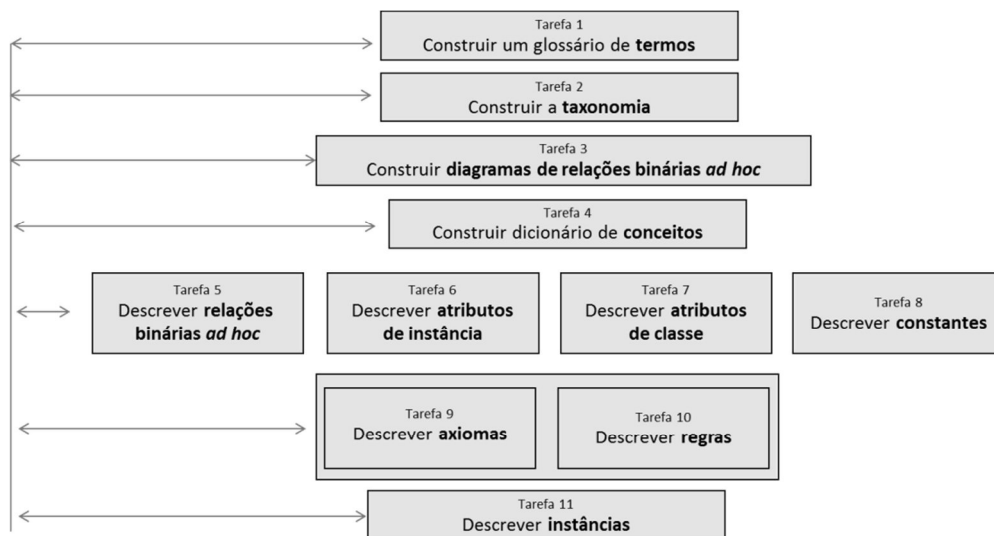 Tarefa 1
Construir um glossário de termos
Tarefa 2
Construir a taxonomia
Tarefa 3
Construir diagramas de relações binárias ad hoc
Tarefa 4
Construir dicionário de conceitos
Tarefa 5
Descrever relações
binárias ad hoc
Tarefa 6
Descrever atributos
de instância
Tarefa 7
Descrever atributos
de classe
Tarefa 8
Descrever constantes
Tarefa 9
Descrever axiomas
Tarefa 10
Descrever regras
Tarefa 11
Descrever instâncias